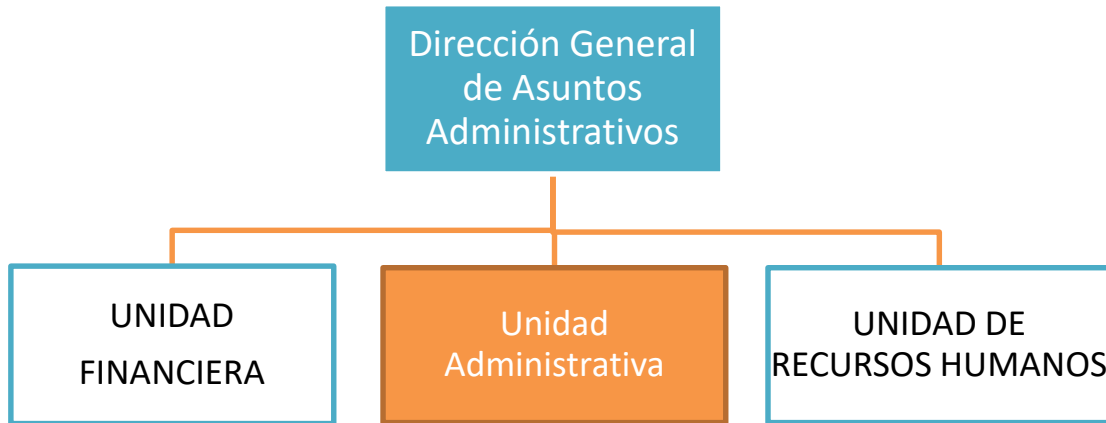 Dirección General
de Asuntos
Administrativos
UNIDAD
FINANCIERA
Unidad
Administrativa
UNIDAD DE
RECURSOS HUMANOS